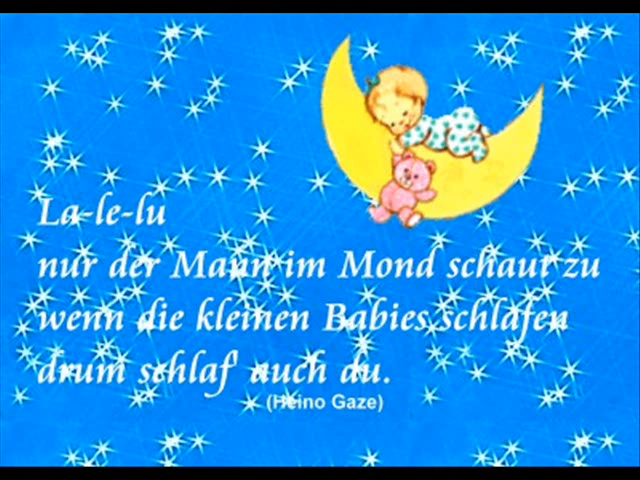 La-le-lu
nur der Mann im Mond schaut zu
wenn die kleinen Babies schlafen
drum schlaf' auch du.
(Heino Gaze)